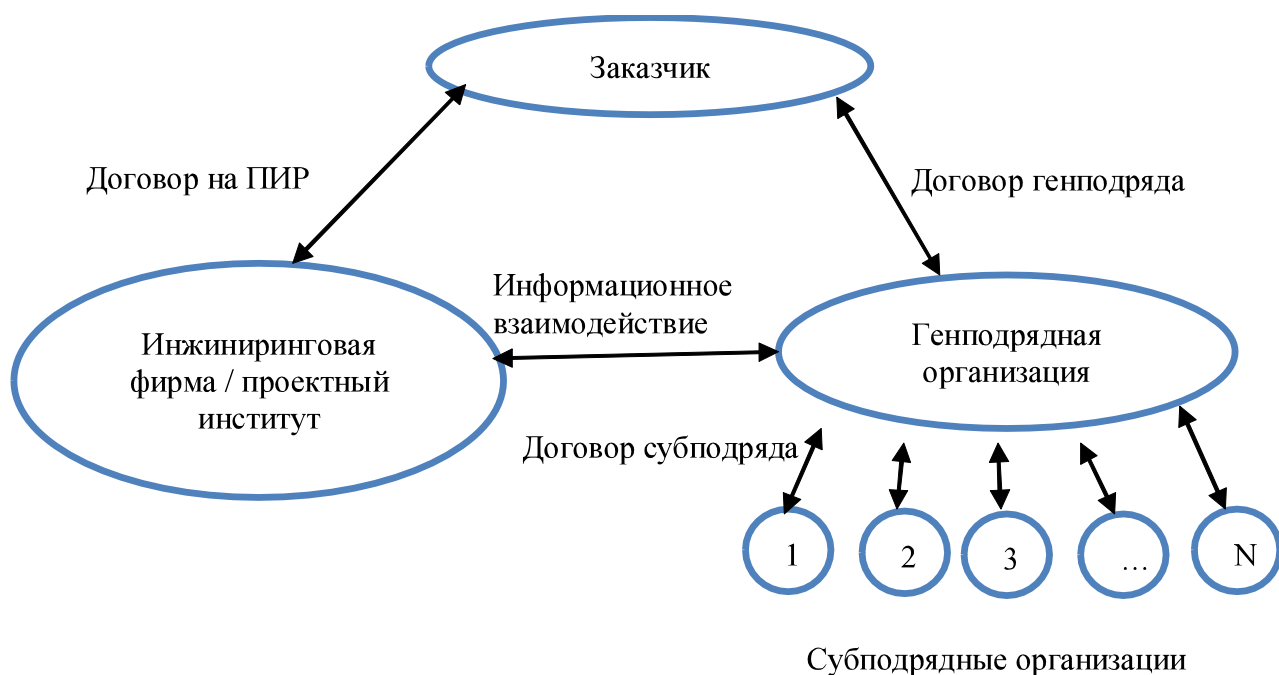 Заказчик
Договор на ПИР
Договор генподряда
Информационное
взаимодействие
Инжиниринговая
фирма / проектный
институт
Генподрядная
организация
Договор субподряда
1
2
3
…
N
Субподрядные организации